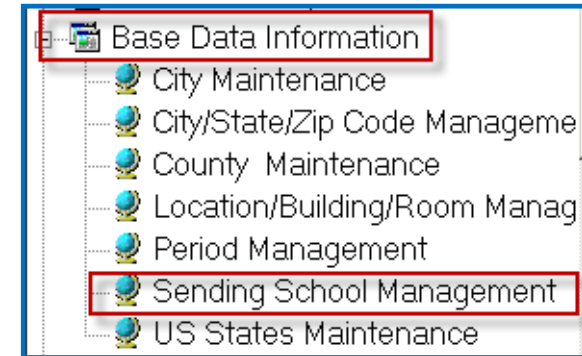 Base Data Information
City Maintenance
City/State/Zip Code Manageme
County Maintenance
Location/Building/Room Manag
Period Management
Sending School Management
US States Maintenance